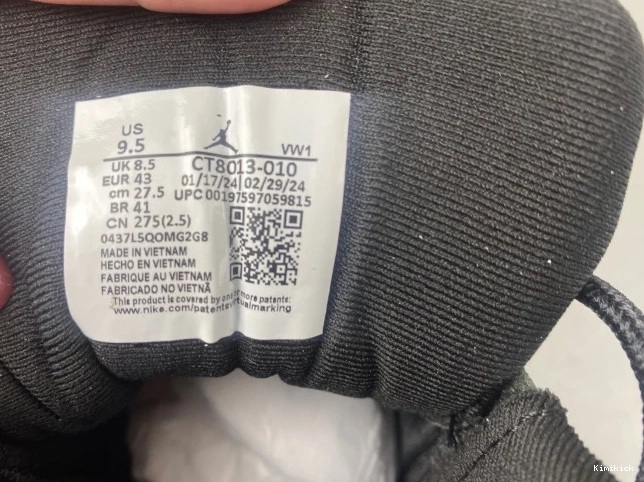 US
9.5
VW1
UK 8.5
CT8013-010
EUR 43
01/17/24 02/29/24
cm 27.5
UPC 00197597059815
BR 41
CN 275(2.5)
0437L5QOMG2G8
MADE IN VIETNAM
HECHO EN VIETNAM
FABRIQUE AU VIETNAM
FABRICADO NO VIETNÃ
This product is covered by one or more patents:
www.nike.com/patentsvirtualmarking
Kimikick